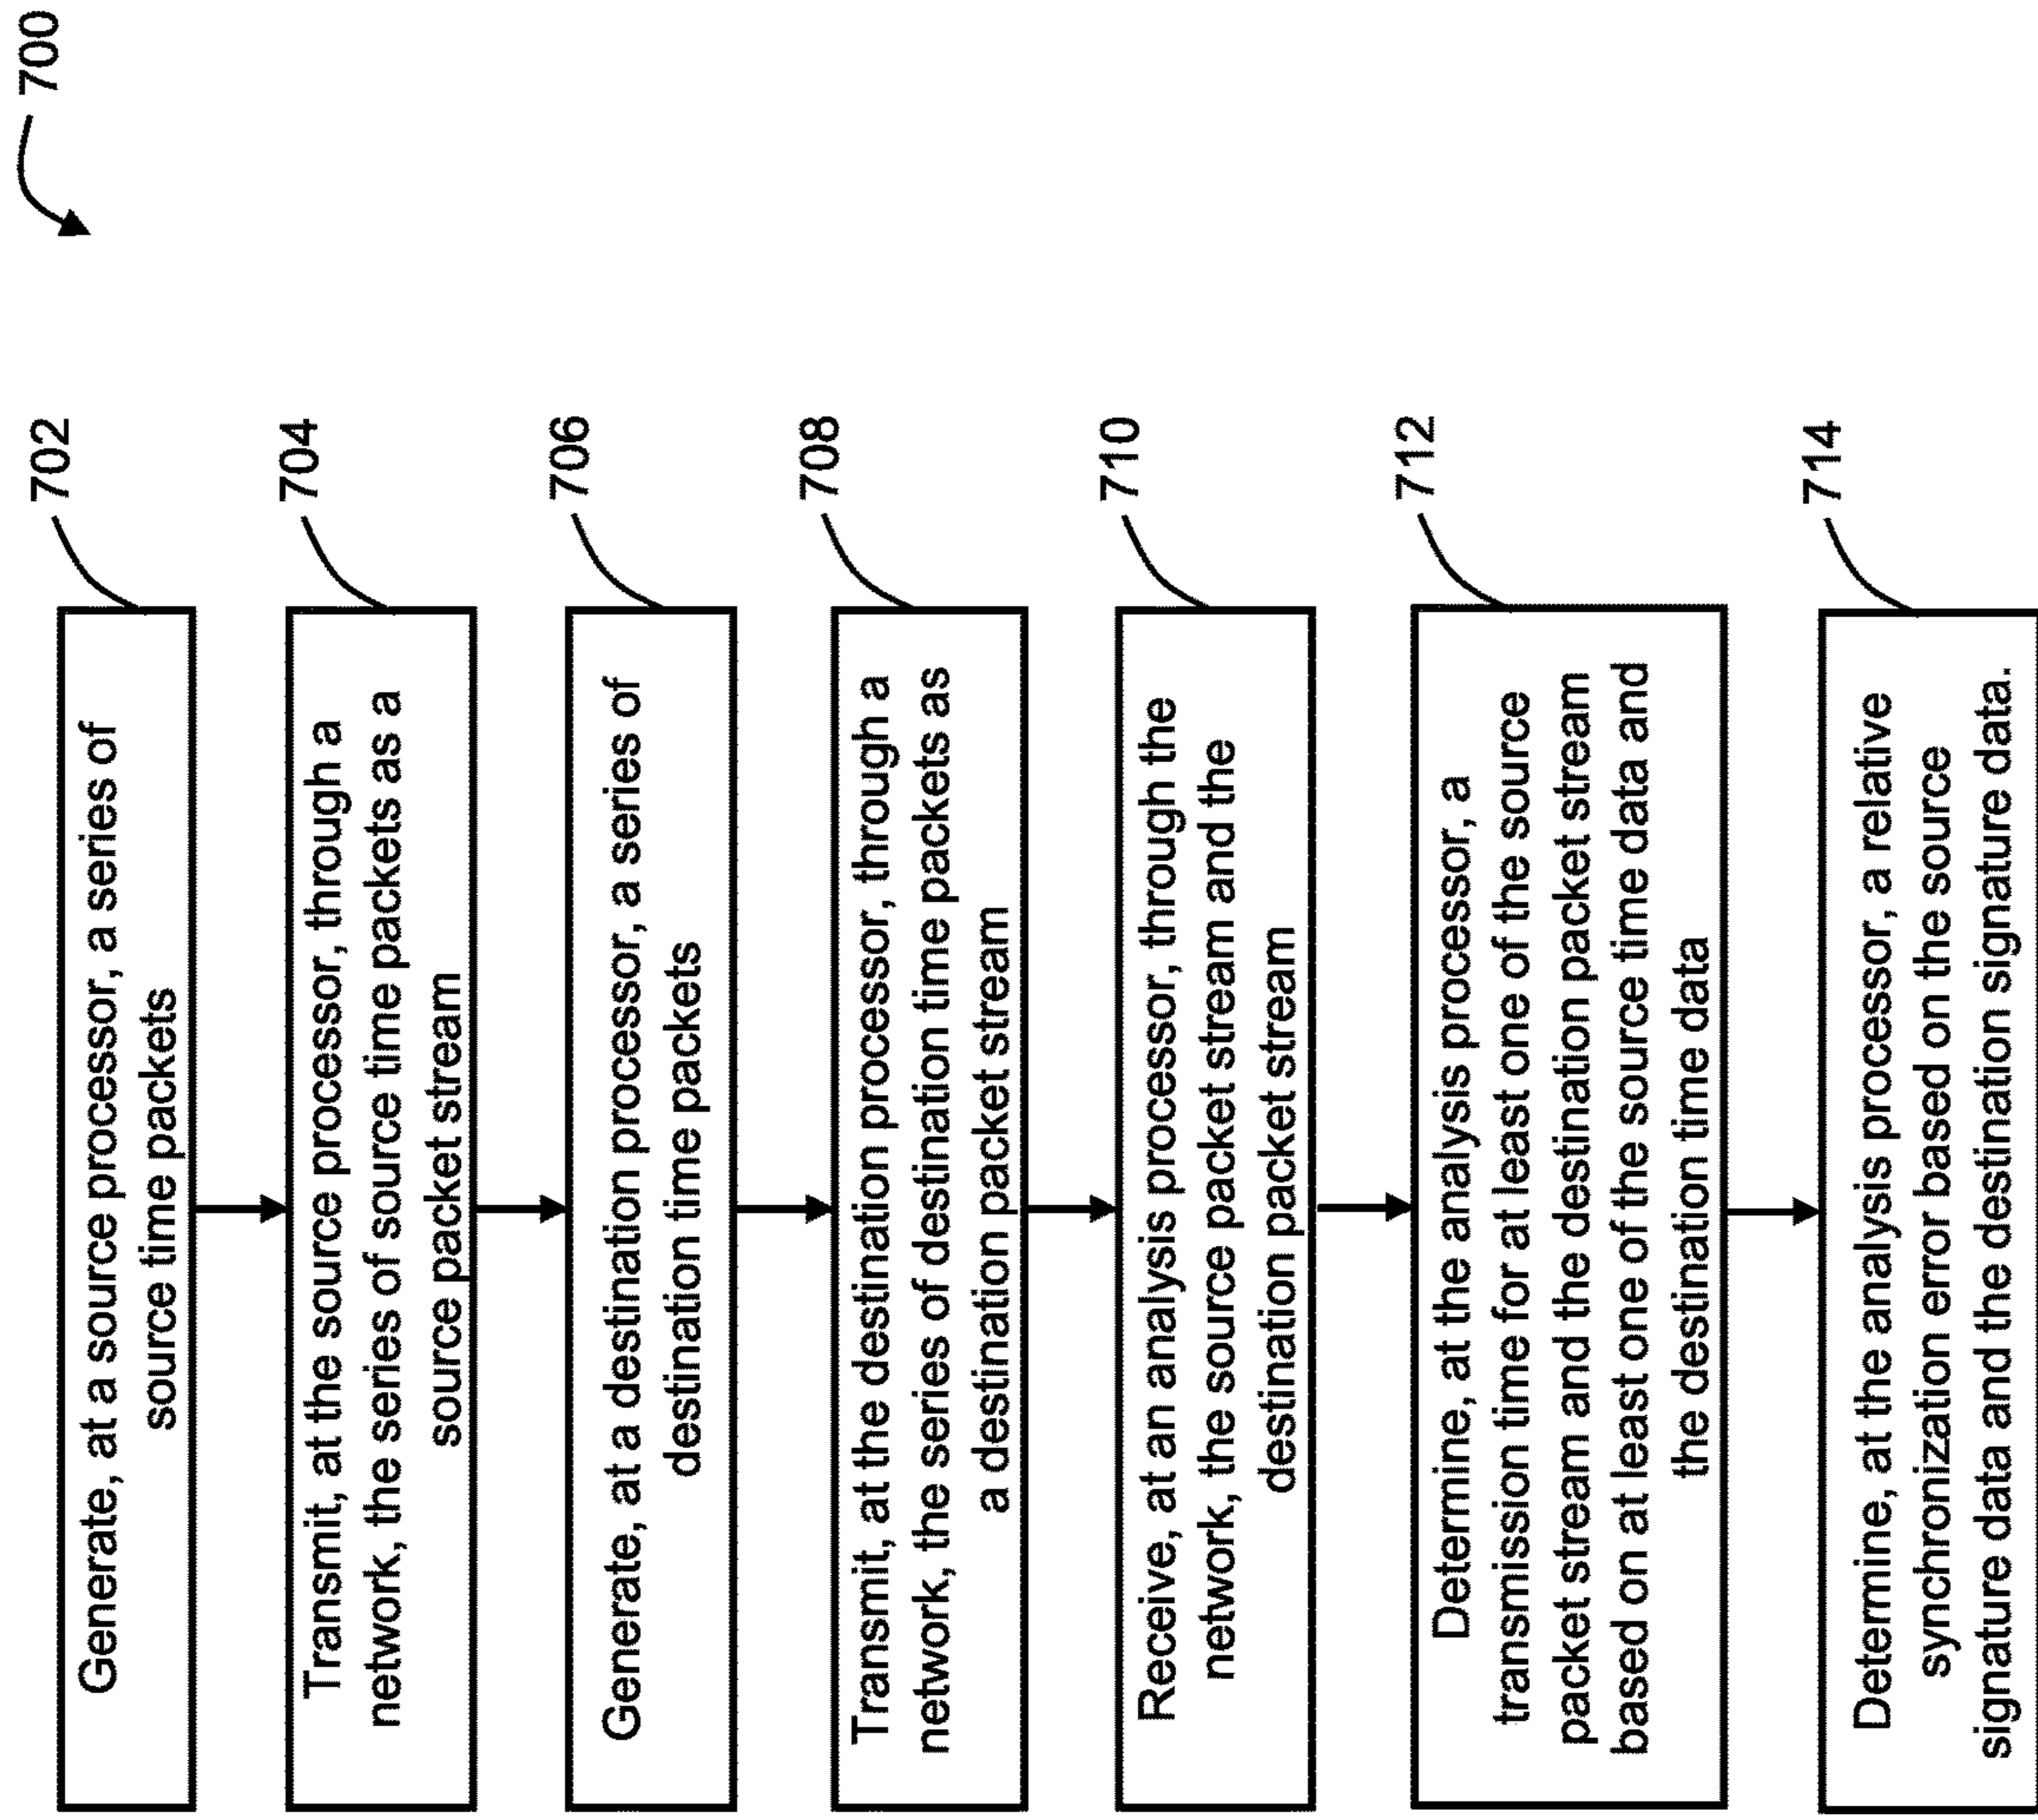 700
702
Generate, at a source processor, a series of
source time packets
704
Transmit, at the source processor, through a
network, the series of source time packets as a
source packet stream
706
Generate, at a destination processor, a series of
destination time packets
708
Transmit, at the destination processor, through a
network, the series of destination time packets as
a destination packet stream
710
Receive, at an analysis processor, through the
network, the source packet stream and the
destination packet stream
712
Determine, at the analysis processor, a
transmission time for at least one of the source
packet stream and the destination packet stream
based on at least one of the source time data and
the destination time data
714
Determine, at the analysis processor, a relative
synchronization error based on the source
signature data and the destination signature data.